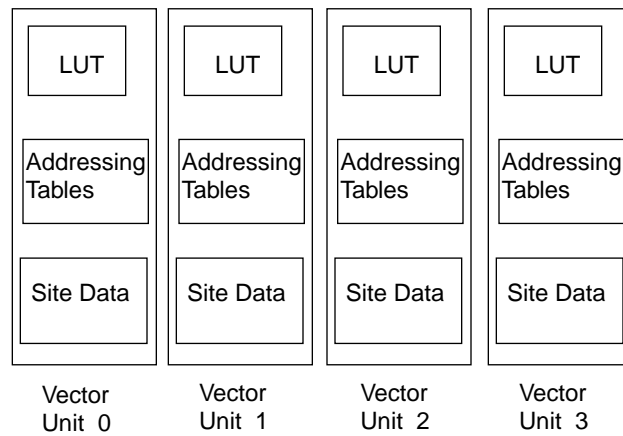 LUT
Addressing
Tables
Site Data
Vector
Unit 0
LUT
Addressing
Tables
Site Data
Vector
Unit 1
LUT
Addressing
Tables
Site Data
Vector
Unit 2
LUT
Addressing
Tables
Site Data
Vector
Unit 3